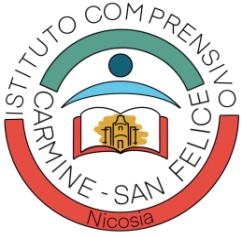 ISTITUTO COMPRENSIVO
CARMINE - SAN FELICE
Nicosia